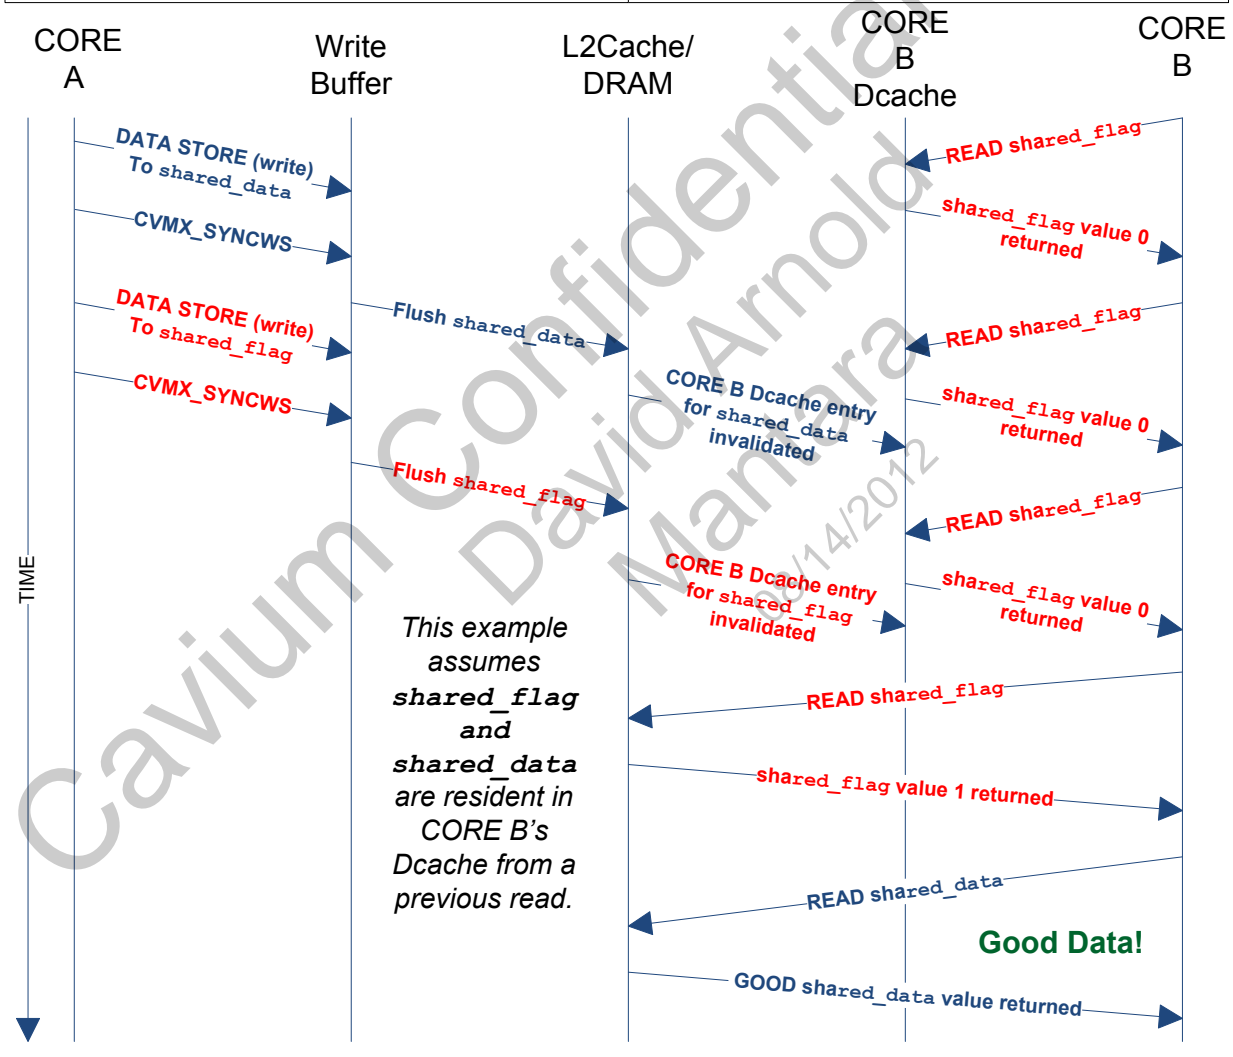 CORE
A
Write
Buffer
L2Cache/
DRAM
CORE
B
Dcache
CORE
B
DATA STORE (write)
To shared_data
READ shared_flag
CVMX_SYNCWS
shared_flag value 0
returned
DATA STORE (write)
To shared_flag
Flush shared_data
READ shared_flag
CVMX_SYNCWS
CORE B Dcache entry
for shared_data
invalidated
shared_flag value 0
returned
Flush shared_flag
READ shared_flag
TIME
CORE B Dcache entry
for shared_flag
invalidated
shared_flag value 0
returned
This example
assumes
shared_flag
and
shared_data
are resident in
CORE B's
Dcache from a
previous read.
READ shared_flag
shared_flag value 1 returned
READ shared_data
Good Data!
GOOD shared_data value returned
Cavium Confidential
David Arnold
Mantara
08/14/2012